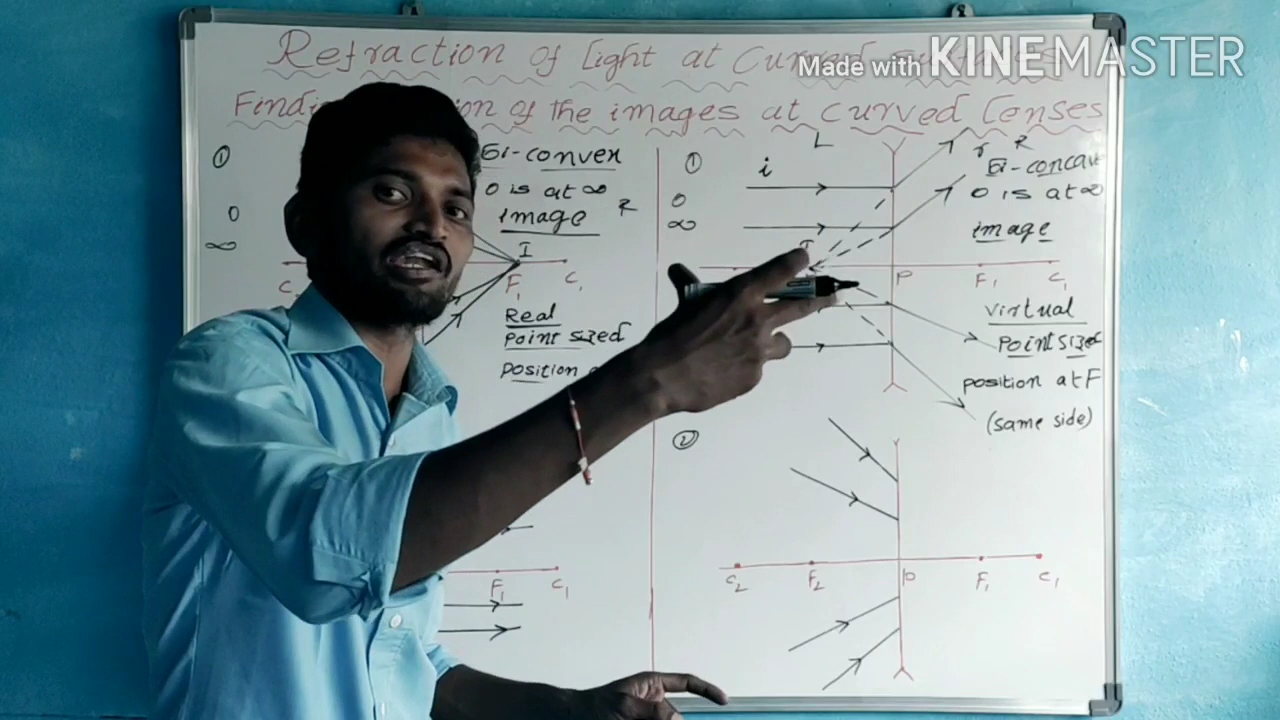 Refraction of light at Curved
Made with KINEMASTER
of the images at curved lenses
①
Bi-convex
O is at ∞
image R
O
∞
I
F₁ C₁
Real
Point sized
Position
F₁ C₁
① i L r R
Bi-concave
O
∞
O is at ∞
image
I
P F₁ C₁
virtual
Point sized
position at F
(same side)
②
C₂ F₂ P F₁ C₁